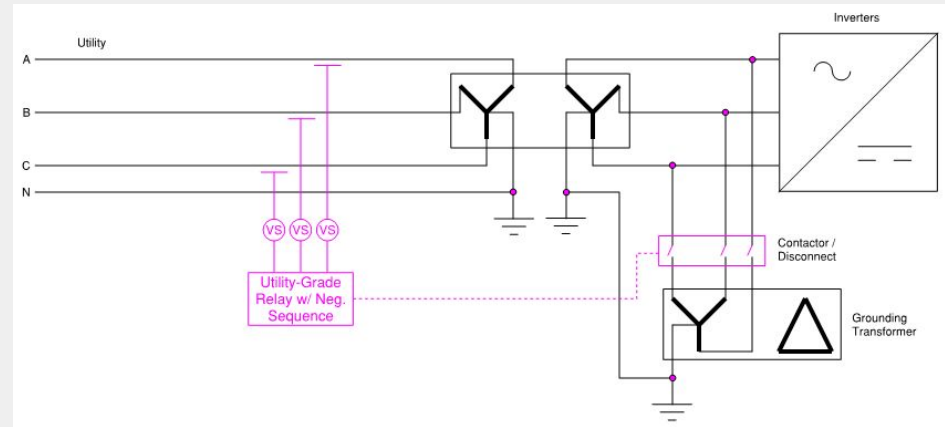 Inverters
Utility
A
B
C
N
VS VS VS
Utility-Grade
Relay w/ Neg.
Sequence
Contactor /
Disconnect
Grounding
Transformer